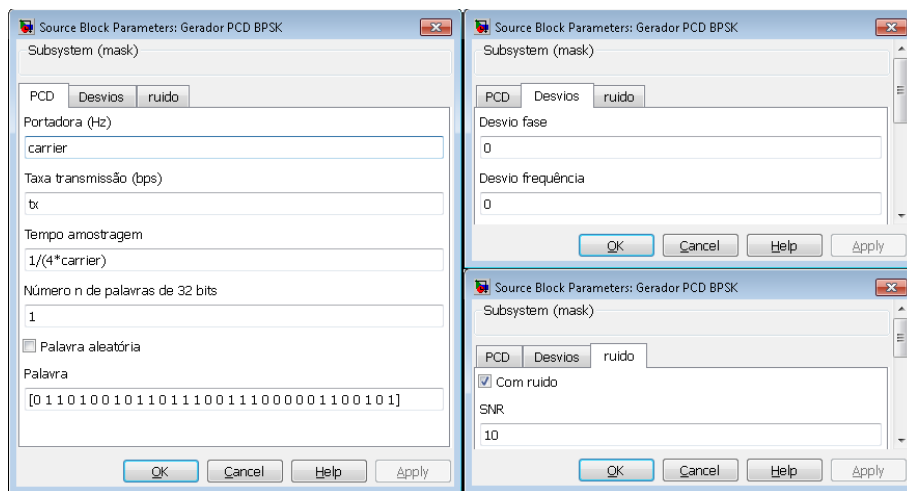 Source Block Parameters: Gerador PCD BPSK
Subsystem (mask)
PCD Desvios ruido
Portadora (Hz)
carrier
Taxa transmissão (bps)
tx
Tempo amostragem
1/(4*carrier)
Número n de palavras de 32 bits
1
Palavra aleatória
Palavra
[0 1 1 0 1 0 0 1 0 1 1 0 1 1 1 0 0 1 1 1 0 0 0 0 0 1 1 0 0 1 0 1]
OK Cancel Help Apply
Source Block Parameters: Gerador PCD BPSK
Subsystem (mask)
PCD Desvios ruido
Desvio fase
0
Desvio frequência
0
OK Cancel Help Apply
Source Block Parameters: Gerador PCD BPSK
Subsystem (mask)
PCD Desvios ruido
Com ruido
SNR
10
OK Cancel Help Apply